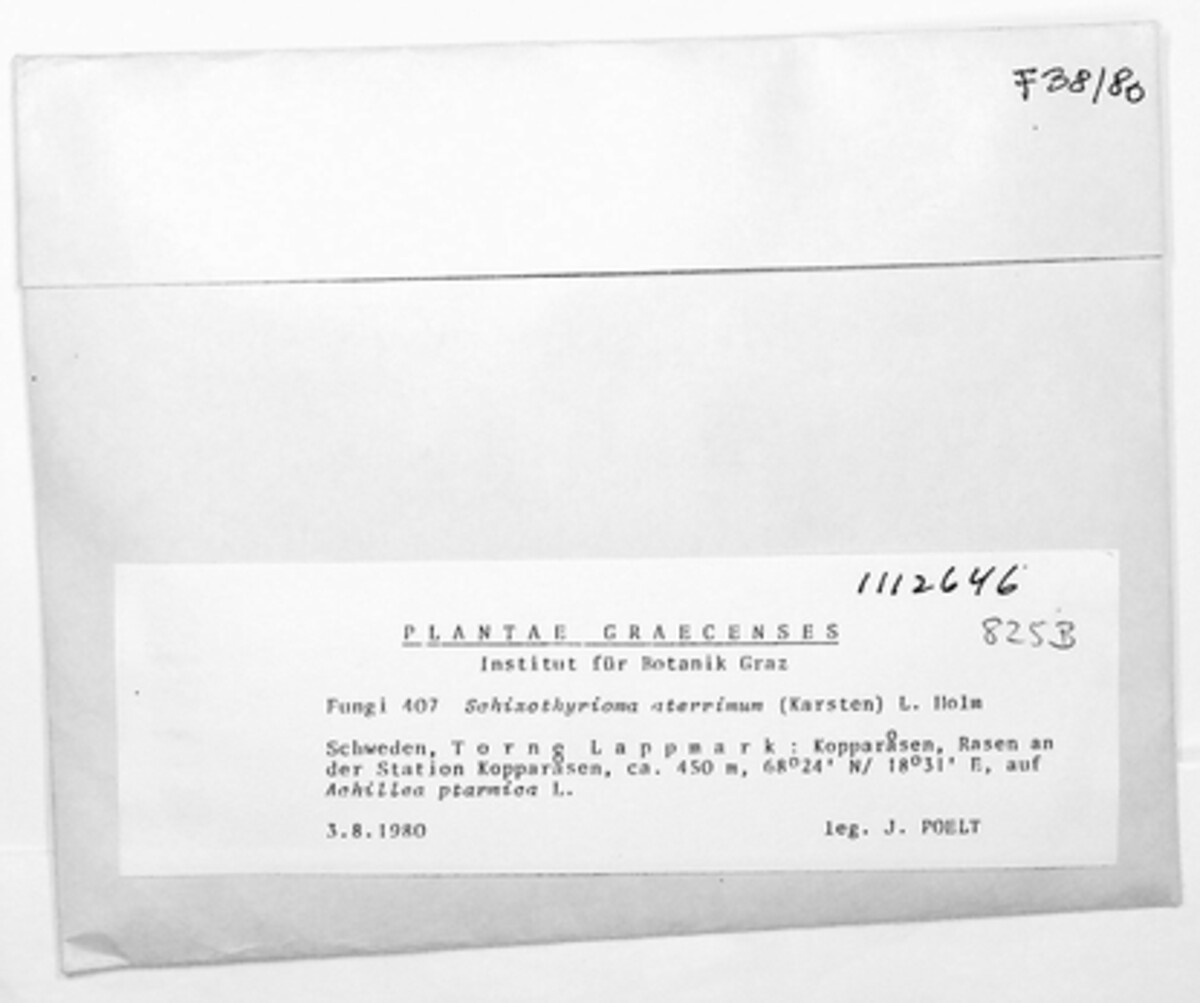 F38/80
1112646
PLANTAE GRAECENSES
825B
Institut für Botanik Graz
Fungi 407 Schizothyrioma aterrimum (Karsten) L. Holm
Schweden, Torne Lappmark: Kopparåsen, Rasen an
der Station Kopparåsen, ca. 450 m, 68°24' N/ 18°31' E, auf
Achillea ptarmica L.
3.8.1980 leg. J. POELT